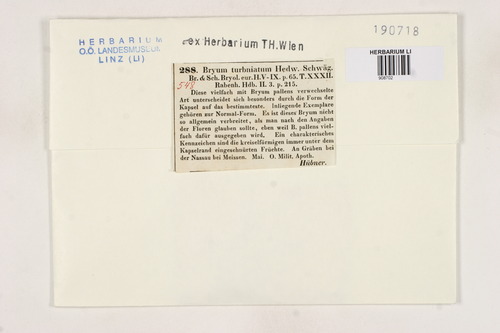 HERBARIUM
O.Ö. LANDESMUSEUM
LINZ (LI)
ex Herbarium TH.Wien
190718
HERBARIUM LI
906702
288. Bryum turbniatum Hedw. Schwäg.
548
Br. & Sch. Bryol. eur. H.V-IX. p. 65. T. XXXII.
Rabenh. Hdb. II. 3. p. 215.
Diese vielfach mit Bryum pallens verwechselte
Art unterscheidet sich besonders durch die Form der
Kapsel auf das bestimmteste. Inliegende Exemplare
gehören zur Normal-Form. Es ist dieses Bryum nicht
so allgemein verbreitet, als man nach den Angaben
der Floren glauben sollte, eben weil B. pallens viel-
fach dafür ausgegeben wird. Ein charakterisches
Kennzeichen sind die kreiselförmigen immer unter dem
Kapselrand eingeschnürten Früchte. An Gräben bei
der Nassau bei Meissen. Mai. O. Milit. Apoth.
Hübner.